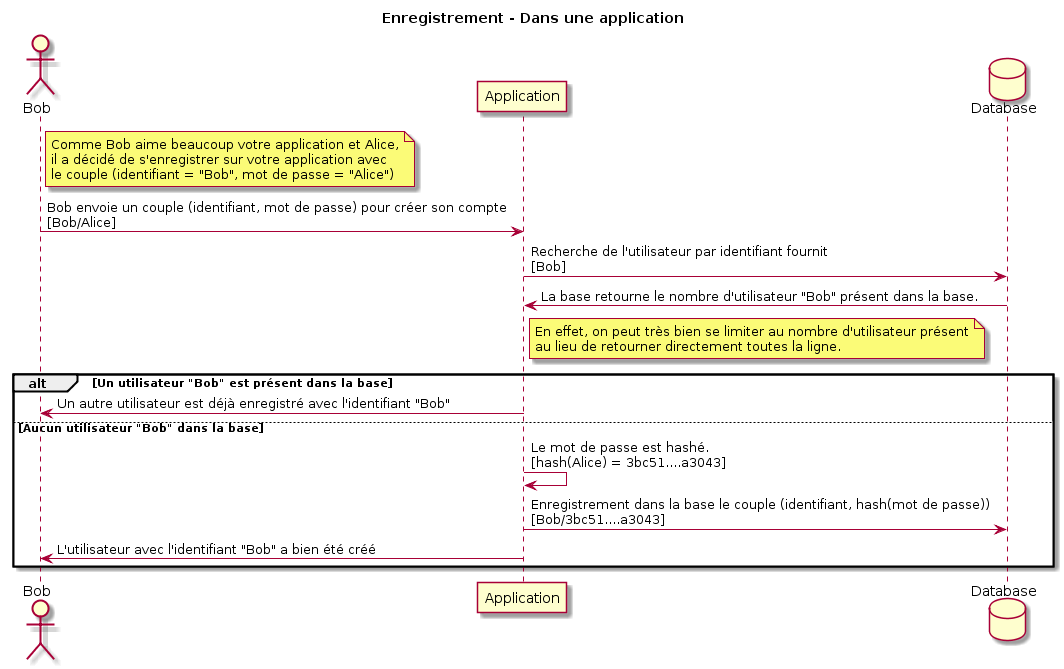 Enregistrement - Dans une application
Bob
Application
Database
Comme Bob aime beaucoup votre application et Alice,
il a décidé de s'enregistrer sur votre application avec
le couple (identifiant = "Bob", mot de passe = "Alice")
Bob envoie un couple (identifiant, mot de passe) pour créer son compte
[Bob/Alice]
Recherche de l'utilisateur par identifiant fournit
[Bob]
La base retourne le nombre d'utilisateur "Bob" présent dans la base.
En effet, on peut très bien se limiter au nombre d'utilisateur présent
au lieu de retourner directement toutes la ligne.
alt [Un utilisateur "Bob" est présent dans la base]
Un autre utilisateur est déjà enregistré avec l'identifiant "Bob"
[Aucun utilisateur "Bob" dans la base]
Le mot de passe est hashé.
[hash(Alice) = 3bc51....a3043]
Enregistrement dans la base le couple (identifiant, hash(mot de passe))
[Bob/3bc51....a3043]
L'utilisateur avec l'identifiant "Bob" a bien été créé
Bob
Application
Database